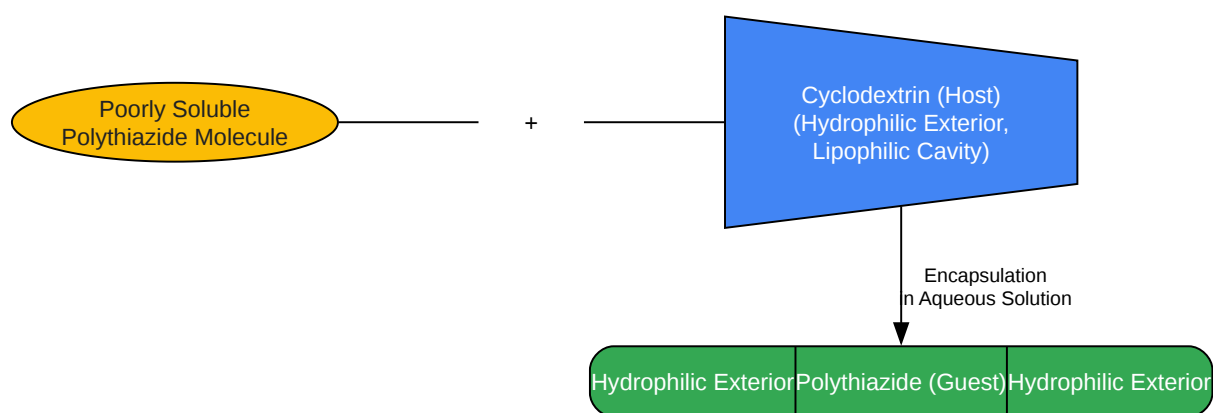 Poorly Soluble
Polythiazide Molecule
+
Cyclodextrin (Host)
(Hydrophilic Exterior,
Lipophilic Cavity)
Encapsulation
in Aqueous Solution
Hydrophilic Exterior
Polythiazide (Guest)
Hydrophilic Exterior